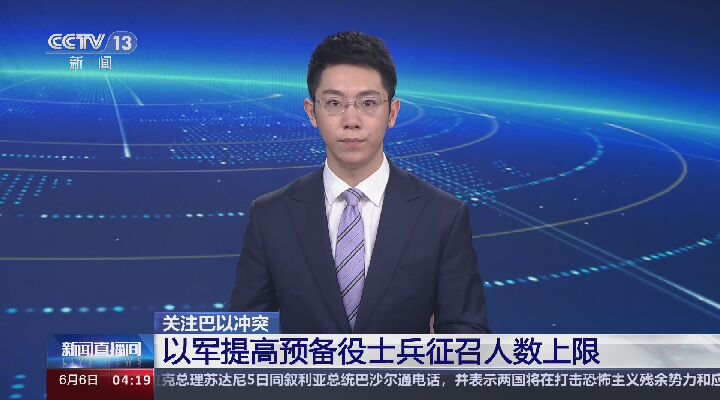 CCTV 13
新闻
关注巴以冲突
新闻直播间
以军提高预备役士兵征召人数上限
6月6日 04:19
克总理苏达尼5日同叙利亚总统巴沙尔通电话，并表示两国将在打击恐怖主义残余势力和应